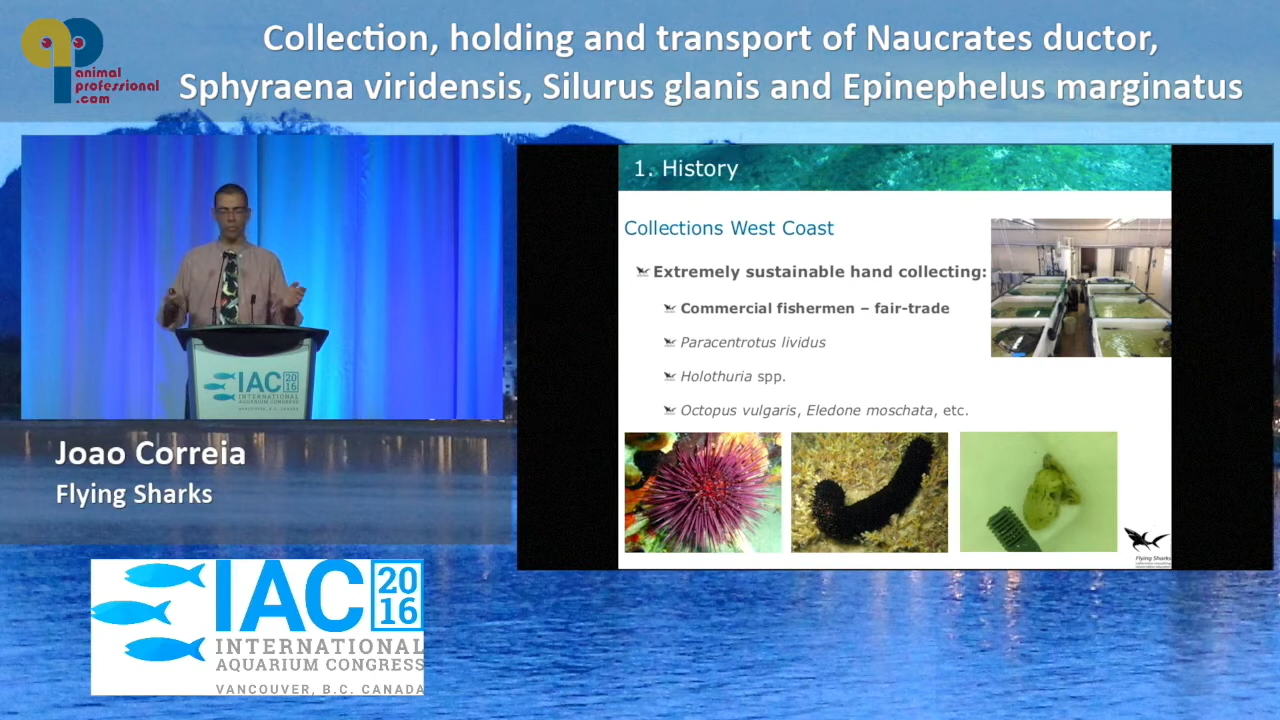 animal
professional
.com
Collection, holding and transport of Naucrates ductor,
Sphyraena viridensis, Silurus glanis and Epinephelus marginatus
1. History
Collections West Coast
Extremely sustainable hand collecting:
Commercial fishermen – fair-trade
Paracentrotus lividus
Holothuria spp.
Octopus vulgaris, Eledone moschata, etc.
Flying Sharks
IAC 2016
INTERNATIONAL
AQUARIUM CONGRESS
VANCOUVER, B.C. CANADA
Joao Correia
Flying Sharks
IAC 2016
INTERNATIONAL
AQUARIUM CONGRESS
VANCOUVER, B.C. CANADA